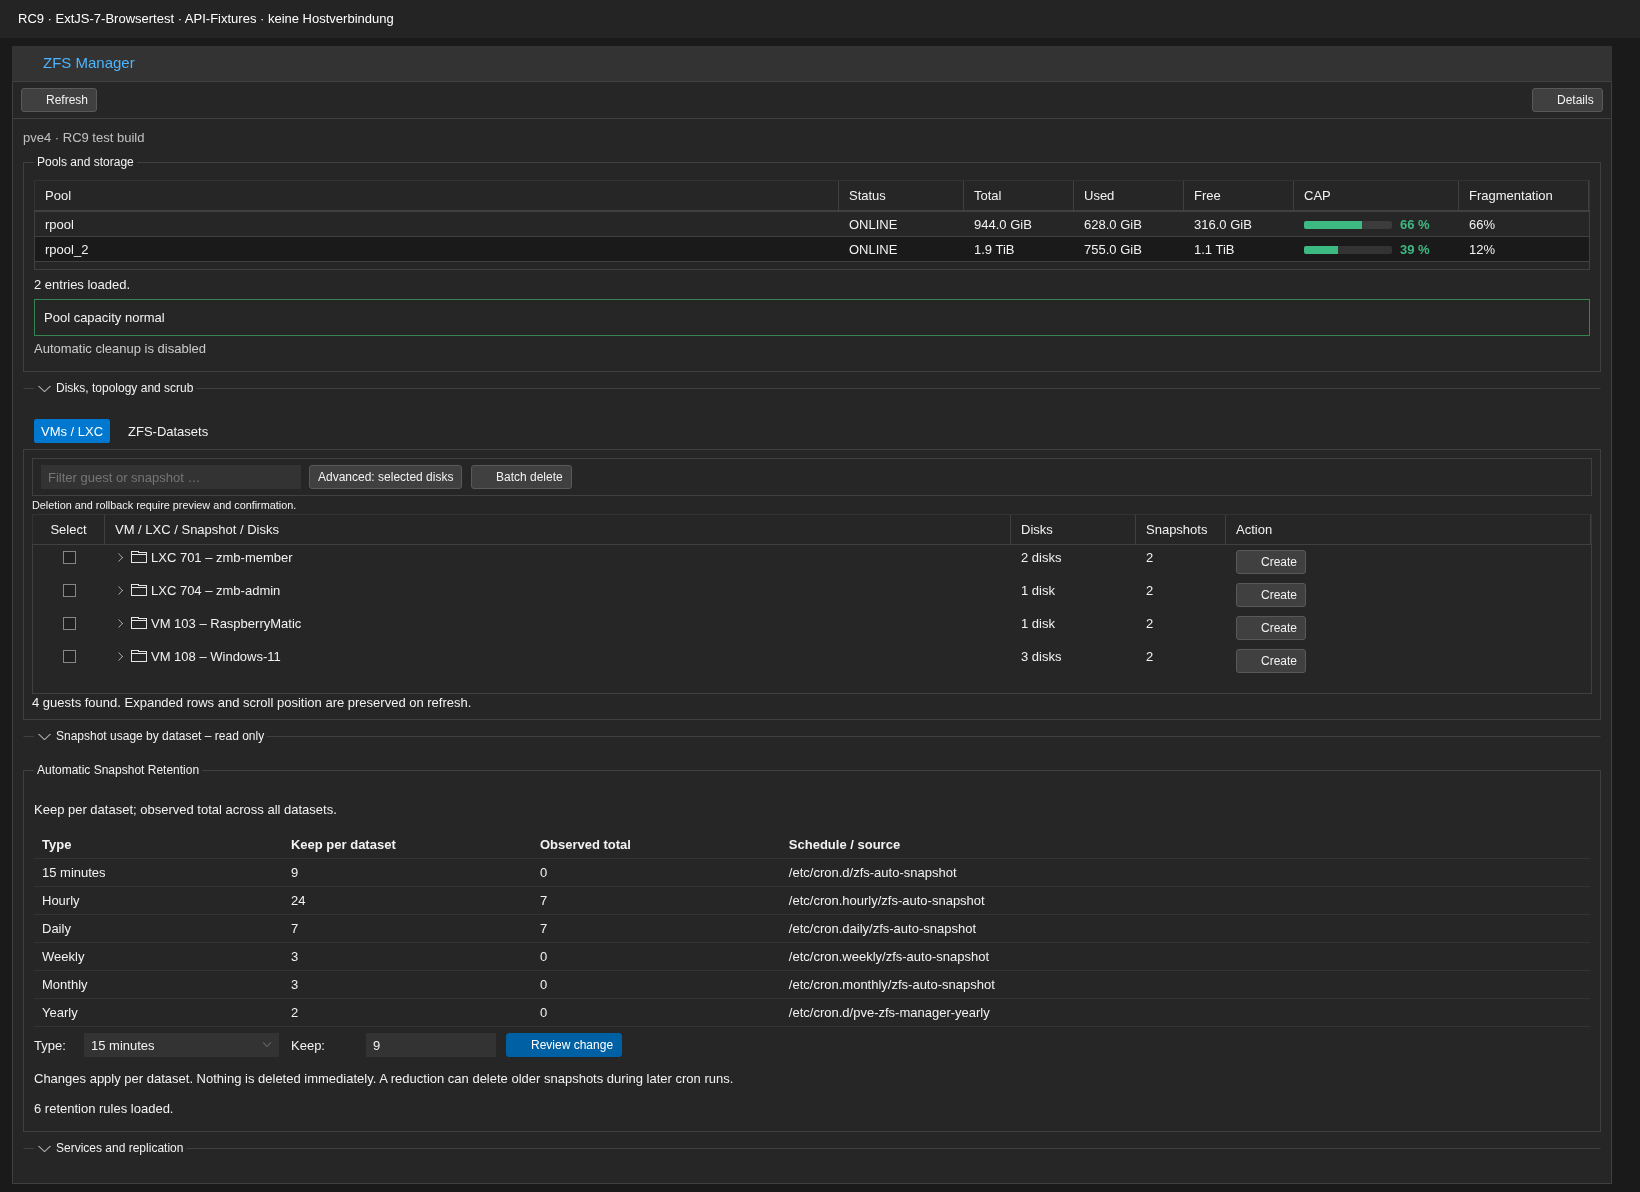 RC9 · ExtJS-7-Browsertest · API-Fixtures · keine Hostverbindung
ZFS Manager
Refresh
Details
pve4 · RC9 test build
Pools and storage
Pool Status Total Used Free CAP Fragmentation
rpool ONLINE 944.0 GiB 628.0 GiB 316.0 GiB 66 % 66%
rpool_2 ONLINE 1.9 TiB 755.0 GiB 1.1 TiB 39 % 12%
2 entries loaded.
Pool capacity normal
Automatic cleanup is disabled
Disks, topology and scrub
VMs / LXC ZFS-Datasets
Filter guest or snapshot … Advanced: selected disks Batch delete
Deletion and rollback require preview and confirmation.
Select VM / LXC / Snapshot / Disks Disks Snapshots Action
LXC 701 – zmb-member 2 disks 2 Create
LXC 704 – zmb-admin 1 disk 2 Create
VM 103 – RaspberryMatic 1 disk 2 Create
VM 108 – Windows-11 3 disks 2 Create
4 guests found. Expanded rows and scroll position are preserved on refresh.
Snapshot usage by dataset – read only
Automatic Snapshot Retention
Keep per dataset; observed total across all datasets.
Type Keep per dataset Observed total Schedule / source
15 minutes 9 0 /etc/cron.d/zfs-auto-snapshot
Hourly 24 7 /etc/cron.hourly/zfs-auto-snapshot
Daily 7 7 /etc/cron.daily/zfs-auto-snapshot
Weekly 3 0 /etc/cron.weekly/zfs-auto-snapshot
Monthly 3 0 /etc/cron.monthly/zfs-auto-snapshot
Yearly 2 0 /etc/cron.d/pve-zfs-manager-yearly
Type: 15 minutes Keep: 9 Review change
Changes apply per dataset. Nothing is deleted immediately. A reduction can delete older snapshots during later cron runs.
6 retention rules loaded.
Services and replication